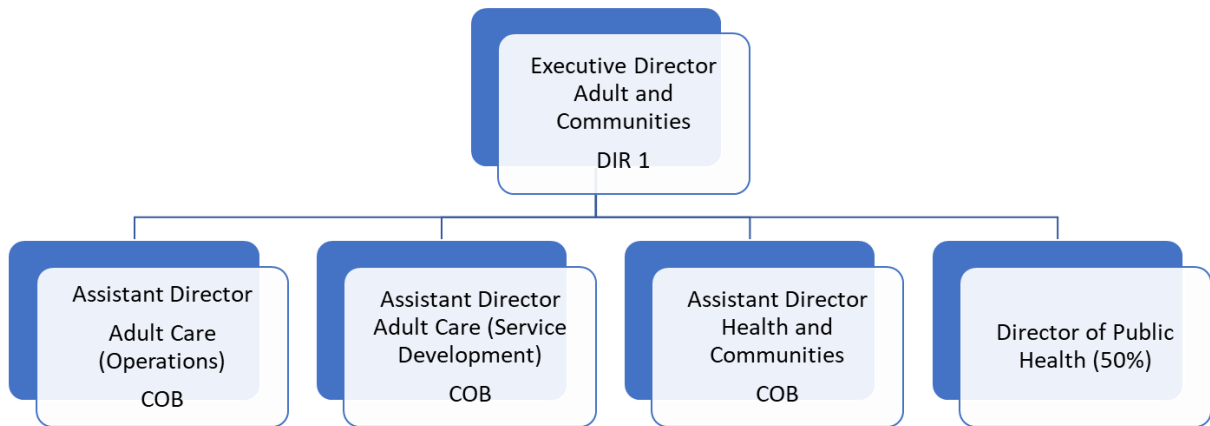 Executive Director
Adult and
Communities
DIR 1
Assistant Director
Adult Care
(Operations)
COB
Assistant Director
Adult Care (Service
Development)
COB
Assistant Director
Health and
Communities
COB
Director of Public
Health (50%)